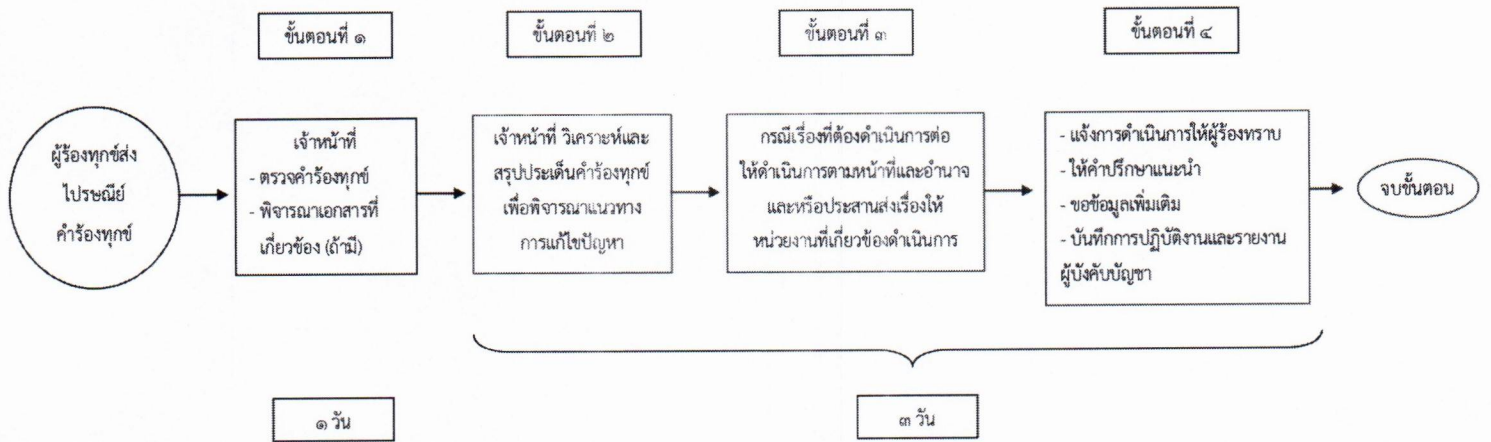 ขั้นตอนที่ ๑
ขั้นตอนที่ ๒
ขั้นตอนที่ ๓
ขั้นตอนที่ ๔
ผู้ร้องทุกข์ส่ง
ไปรษณีย์
คำร้องทุกข์
เจ้าหน้าที่
- ตรวจคำร้องทุกข์
- พิจารณาเอกสารที่
เกี่ยวข้อง (ถ้ามี)
เจ้าหน้าที่ วิเคราะห์และ
สรุปประเด็นคำร้องทุกข์
เพื่อพิจารณาแนวทาง
การแก้ไขปัญหา
กรณีเรื่องที่ต้องดำเนินการต่อ
ให้ดำเนินการตามหน้าที่และอำนาจ
และหรือประสานส่งเรื่องให้
หน่วยงานที่เกี่ยวข้องดำเนินการ
- แจ้งการดำเนินการให้ผู้ร้องทราบ
- ให้คำปรึกษาแนะนำ
- ขอข้อมูลเพิ่มเติม
- บันทึกการปฏิบัติงานและรายงาน
ผู้บังคับบัญชา
จบขั้นตอน
๑ วัน
๓ วัน